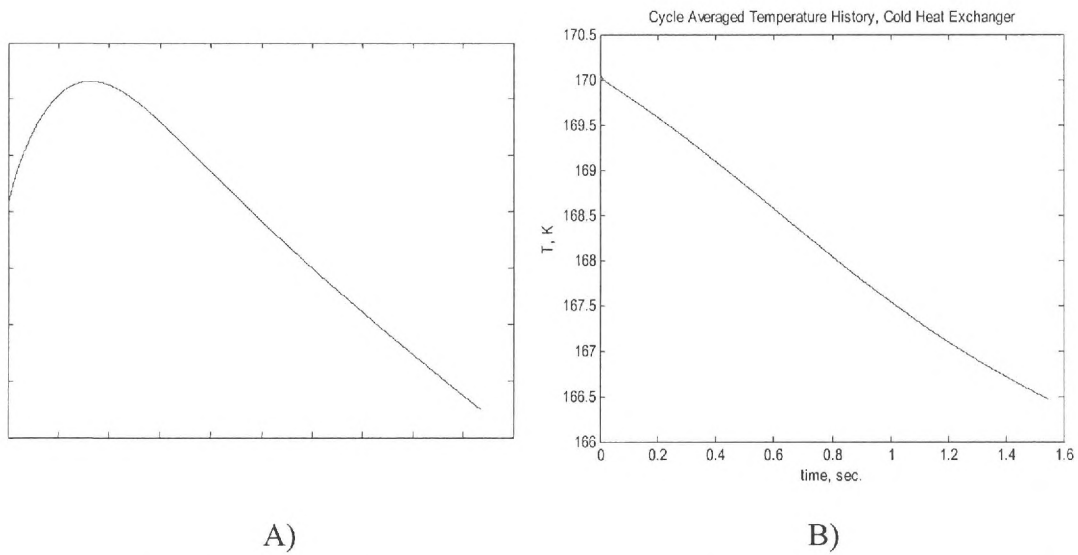 Cycle Averaged Temperature History, Cold Heat Exchanger
170.5
170
169.5
169
168.5
168
167.5
167
166.5
166
T, K
0 0.2 0.4 0.6 0.8 1 1.2 1.4 1.6
time, sec.
A) B)